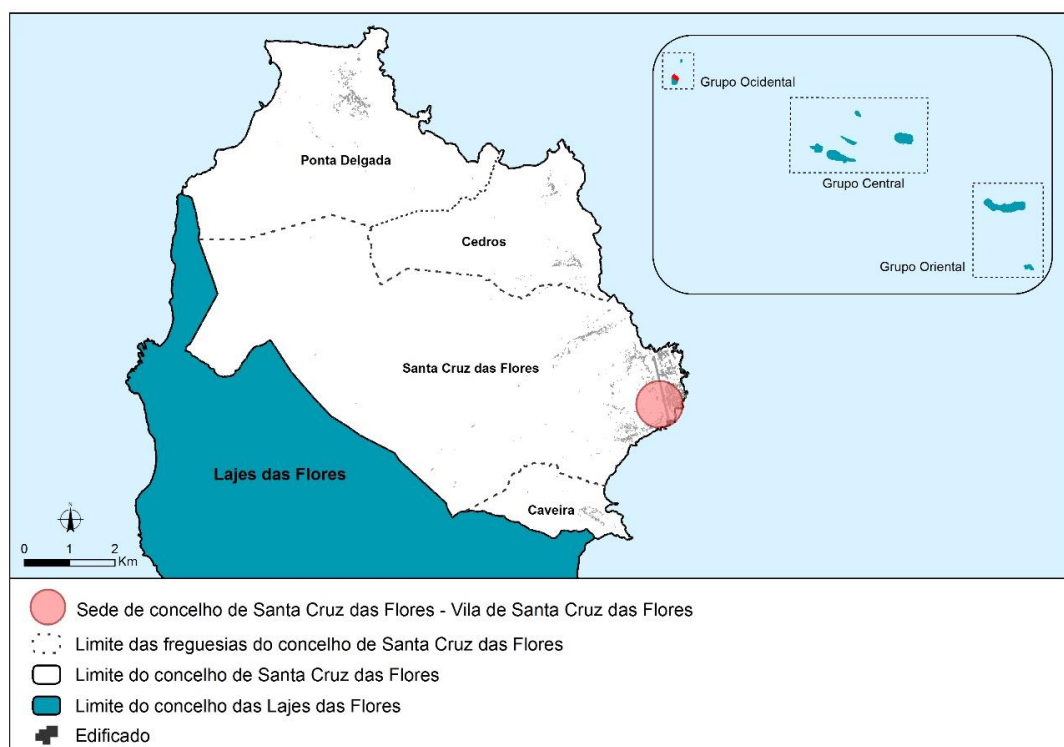 Ponta Delgada
Cedros
Santa Cruz das Flores
Lajes das Flores
Caveira
N
0 1 2
Km
Grupo Ocidental
Grupo Central
Grupo Oriental
Sede de concelho de Santa Cruz das Flores - Vila de Santa Cruz das Flores
Limite das freguesias do concelho de Santa Cruz das Flores
Limite do concelho de Santa Cruz das Flores
Limite do concelho das Lajes das Flores
Edificado